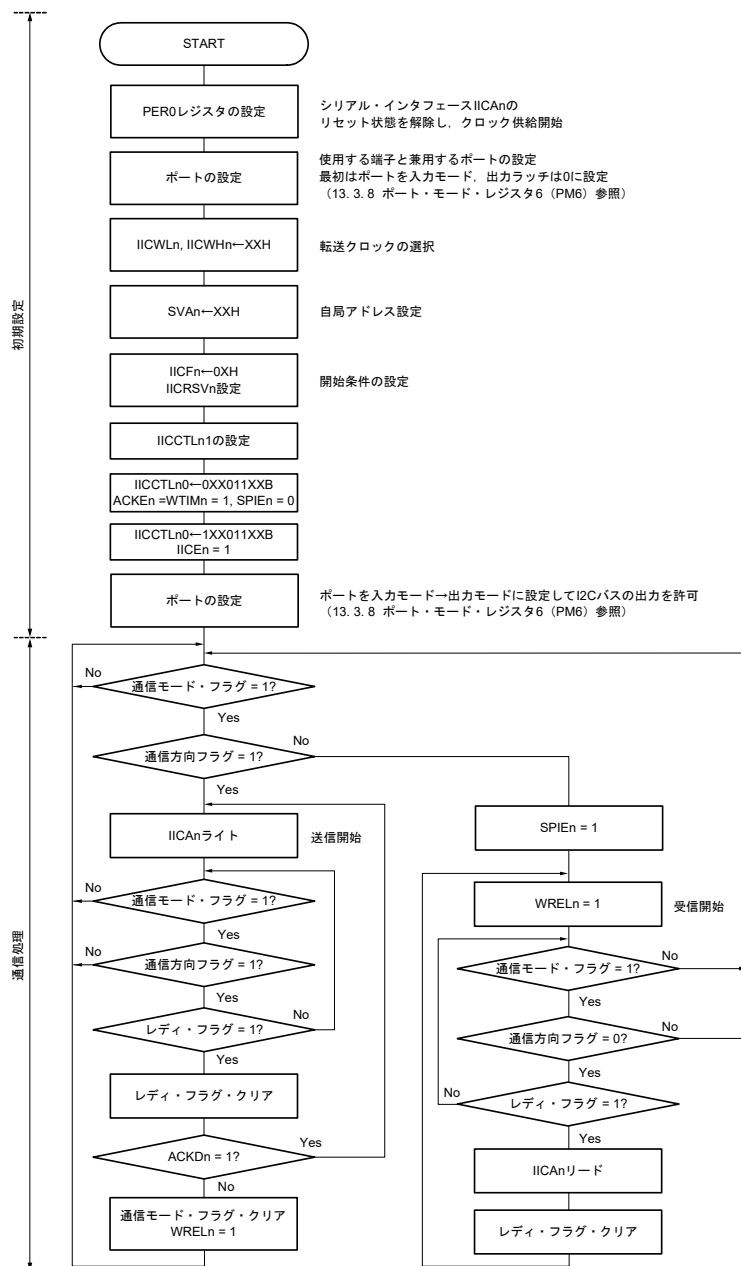 START
PER0レジスタの設定
シリアル・インタフェースIICAnの
リセット状態を解除し,クロック供給開始
ポートの設定
使用する端子と兼用するポートの設定
最初はポートを入力モード,出力ラッチは0に設定
(13. 3. 8 ポート・モード・レジスタ6(PM6)参照)
IICWLn, IICWHn←XXH
転送クロックの選択
SVAn←XXH
自局アドレス設定
IICFn←0XH
IICRSVn設定
開始条件の設定
IICCTLn1の設定
IICCTLn0←0XX011XXB
ACKEn =WTIMn = 1, SPIEn = 0
IICCTLn0←1XX011XXB
IICEn = 1
ポートの設定
ポートを入力モード→出力モードに設定してI2Cバスの出力を許可
(13. 3. 8 ポート・モード・レジスタ6(PM6)参照)
初期設定
通信モード・フラグ = 1?
No
Yes
通信方向フラグ = 1?
No
Yes
IICAnライト
送信開始
通信モード・フラグ = 1?
No
Yes
通信方向フラグ = 1?
No
Yes
レディ・フラグ = 1?
No
Yes
レディ・フラグ・クリア
ACKDn = 1?
Yes
No
通信モード・フラグ・クリア
WRELn = 1
SPIEn = 1
WRELn = 1
受信開始
通信モード・フラグ = 1?
No
Yes
通信方向フラグ = 0?
No
Yes
レディ・フラグ = 1?
No
Yes
IICAnリード
レディ・フラグ・クリア
通信処理